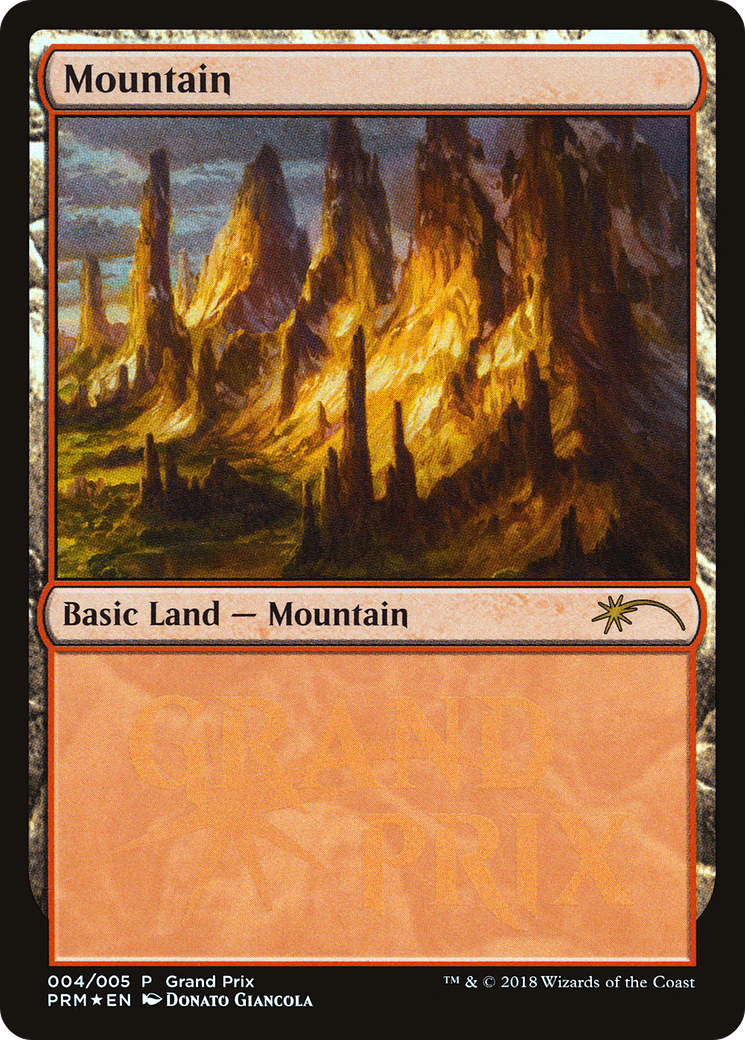 Mountain
Basic Land — Mountain
GRAND
PRIX
004/005 P Grand Prix
PRM★EN Donato Giancola
™ & © 2018 Wizards of the Coast